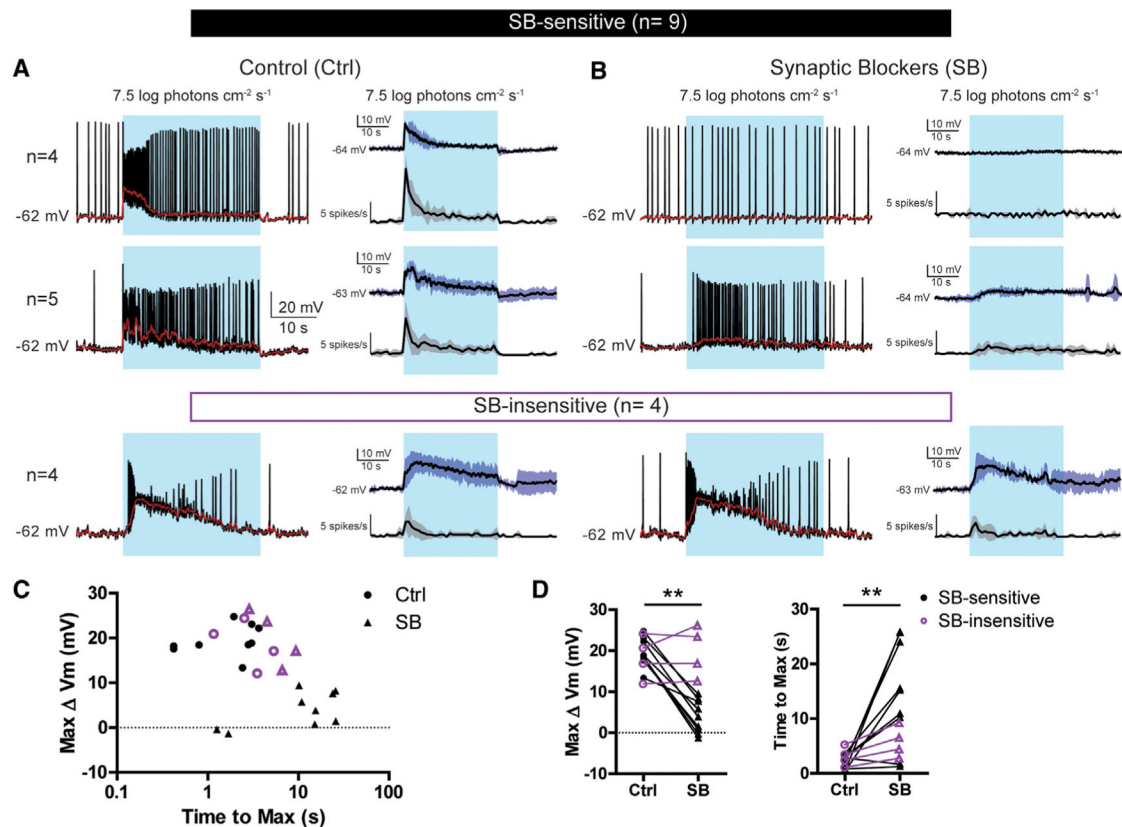 SB-sensitive (n= 9)
A
Control (Ctrl)
B
Synaptic Blockers (SB)
7.5 log photons cm⁻² s⁻¹
7.5 log photons cm⁻² s⁻¹
7.5 log photons cm⁻² s⁻¹
7.5 log photons cm⁻² s⁻¹
n=4
-62 mV
10 mV
10 s
-64 mV
5 spikes/s
-62 mV
10 mV
10 s
-64 mV
5 spikes/s
n=5
-62 mV
20 mV
10 s
10 mV
10 s
-63 mV
5 spikes/s
-62 mV
10 mV
10 s
-64 mV
5 spikes/s
SB-insensitive (n= 4)
n=4
-62 mV
10 mV
10 s
-62 mV
5 spikes/s
-62 mV
10 mV
10 s
-63 mV
5 spikes/s
C
Max Δ Vm (mV)
30
20
10
0
-10
0.1
1
10
100
Time to Max (s)
Ctrl
SB
D
Max Δ Vm (mV)
30
20
10
0
-10
**
Ctrl
SB
Time to Max (s)
30
20
10
0
**
Ctrl
SB
SB-sensitive
SB-insensitive